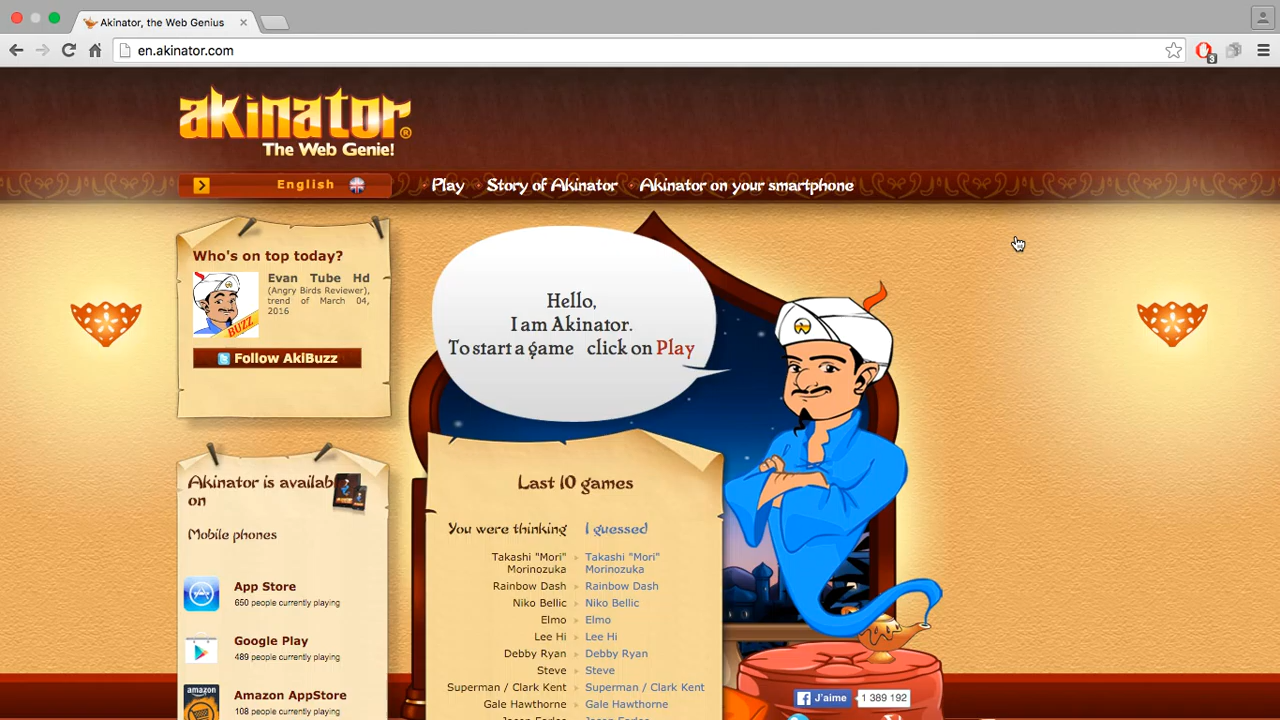 Akinator, the Web Genius
en.akinator.com
3
akinator®
The Web Genie!
English
Play
Story of Akinator
Akinator on your smartphone
Who's on top today?
Evan Tube Hd
(Angry Birds Reviewer),
trend of March 04,
2016
BUZZ
Follow AkiBuzz
Hello,
I am Akinator.
To start a game click on Play
Akinator is availab
on
Mobile phones
App Store
650 people currently playing
Google Play
489 people currently playing
amazon
Amazon AppStore
108 people currently playing
Last 10 games
You were thinking I guessed
Takashi "Mori" Takashi "Mori"
Morinozuka Morinozuka
Rainbow Dash Rainbow Dash
Niko Bellic Niko Bellic
Elmo Elmo
Lee Hi Lee Hi
Debby Ryan Debby Ryan
Steve Steve
Superman / Clark Kent Superman / Clark Kent
Gale Hawthorne Gale Hawthorne
J'aime 1 389 192